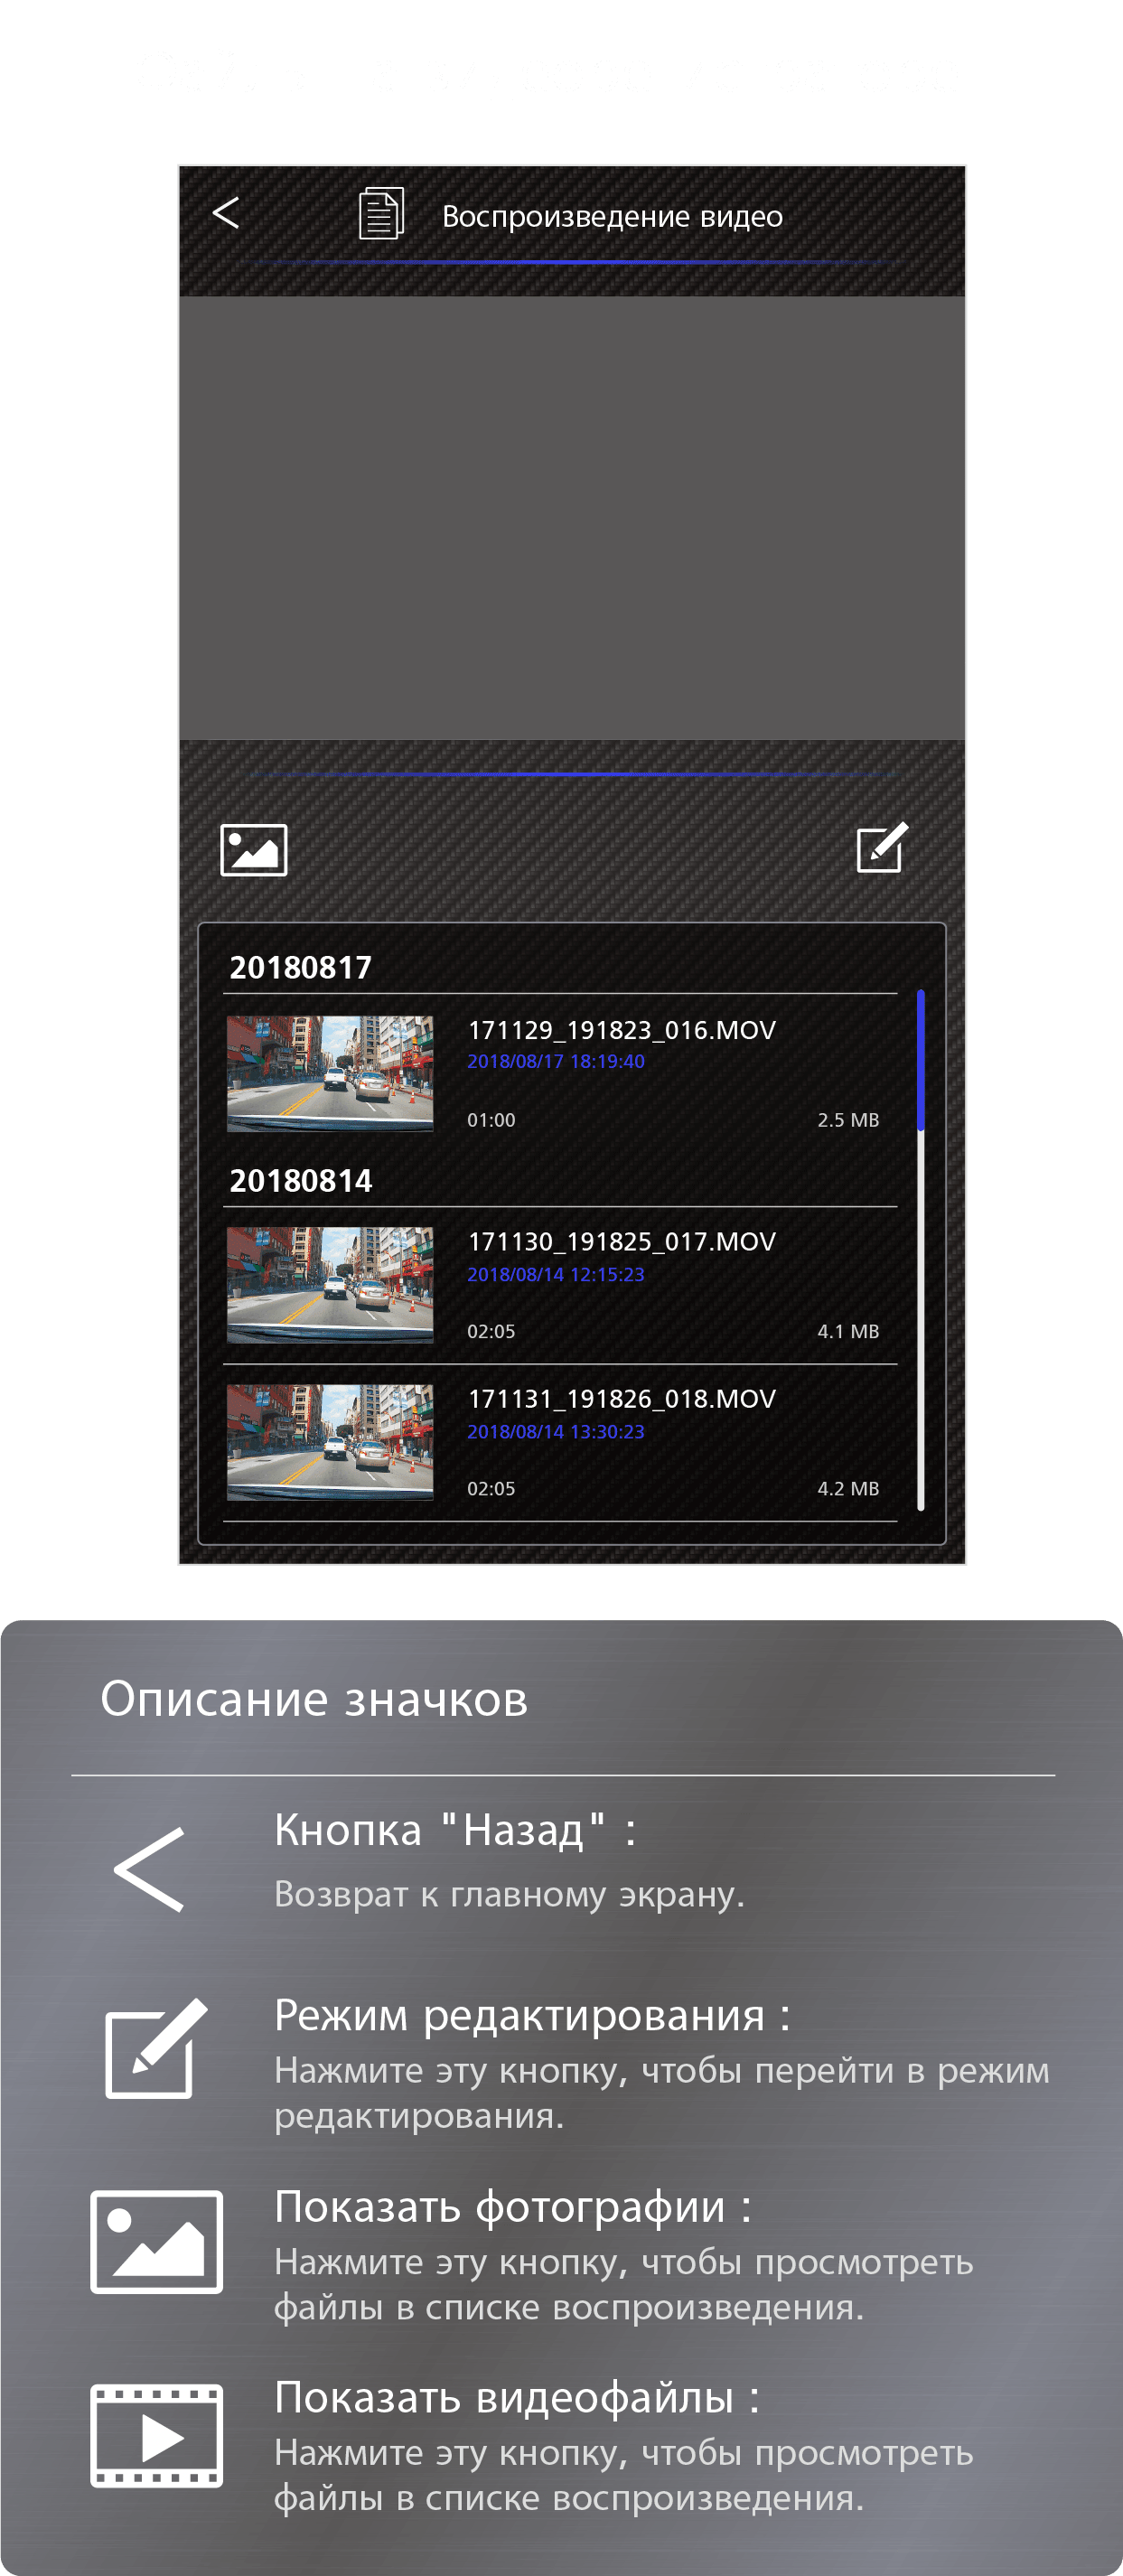 Воспроизведение видео
20180817
171129_191823_016.MOV
2018/08/17 18:19:40
01:00 2.5 MB
20180814
171130_191825_017.MOV
2018/08/14 12:15:23
02:05 4.1 MB
171131_191826_018.MOV
2018/08/14 13:30:23
02:05 4.2 MB
Описание значков
Кнопка "Назад" :
Возврат к главному экрану.
Режим редактирования :
Нажмите эту кнопку, чтобы перейти в режим
редактирования.
Показать фотографии :
Нажмите эту кнопку, чтобы просмотреть
файлы в списке воспроизведения.
Показать видеофайлы :
Нажмите эту кнопку, чтобы просмотреть
файлы в списке воспроизведения.